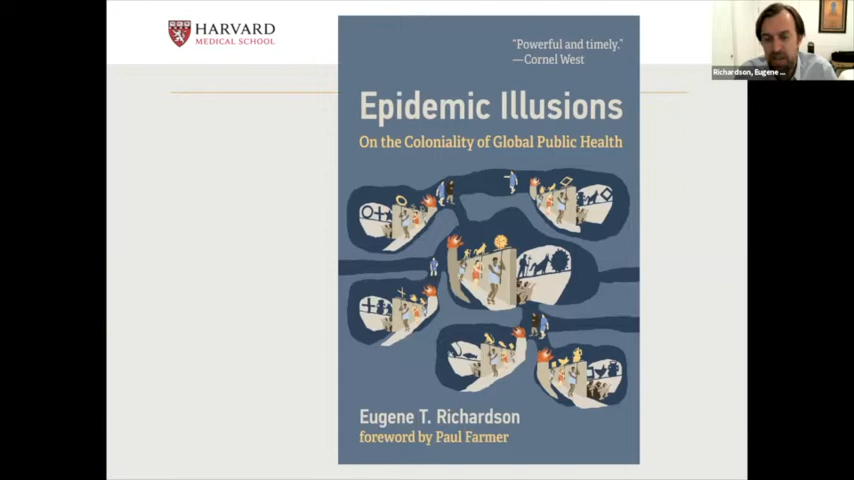 HARVARD
MEDICAL SCHOOL
"Powerful and timely."
—Cornel West
Epidemic Illusions
On the Coloniality of Global Public Health
Eugene T. Richardson
foreword by Paul Farmer
Richardson, Eugene ...